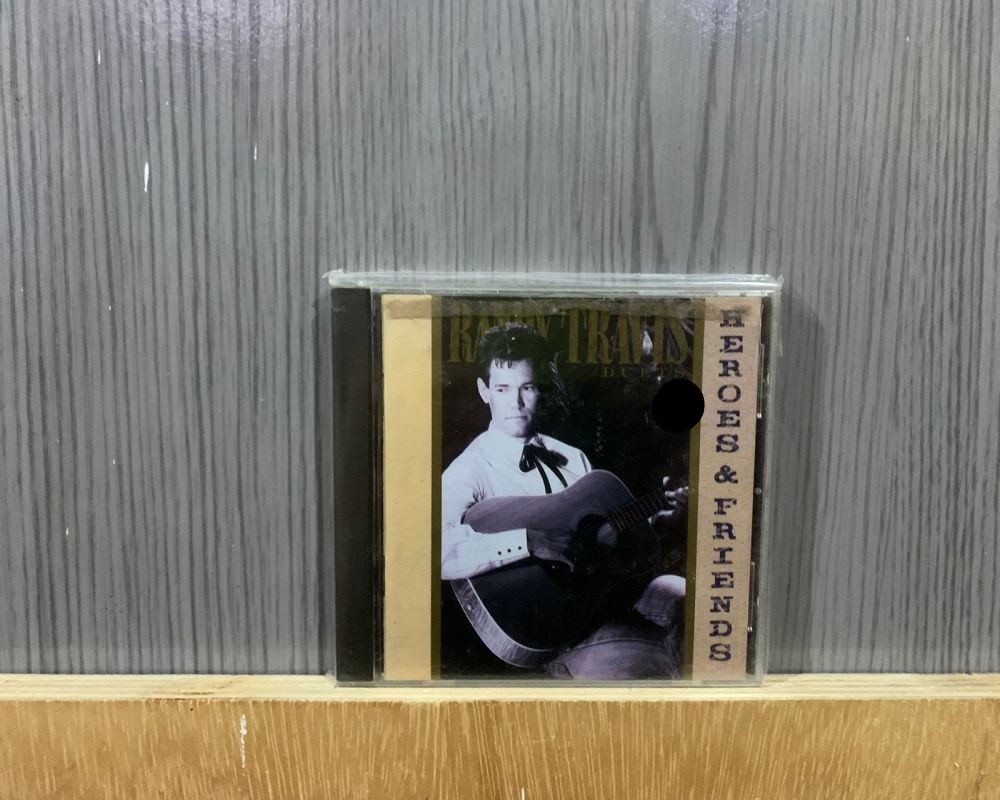 RANDY TRAVIS
DUETS
HEROES & FRIENDS